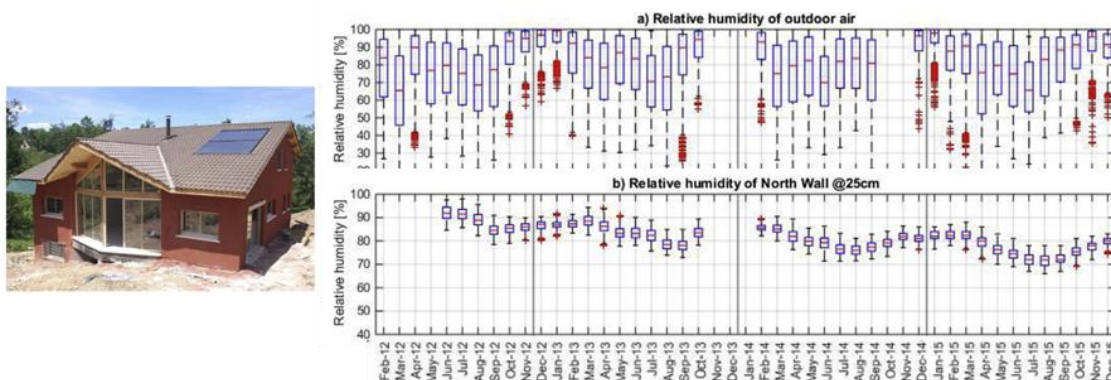 a) Relative humidity of outdoor air
Relative humidity [%]
100
90
80
70
60
50
40
30
b) Relative humidity of North Wall @25cm
Relative humidity [%]
100
90
80
70
60
50
40
Feb-12
Mar-12
Apr-12
May-12
Jun-12
Jul-12
Aug-12
Sep-12
Oct-12
Nov-12
Dec-12
Jan-13
Feb-13
Mar-13
Apr-13
May-13
Jun-13
Jul-13
Aug-13
Sep-13
Oct-13
Nov-13
Dec-13
Jan-14
Feb-14
Mar-14
Apr-14
May-14
Jun-14
Jul-14
Aug-14
Sep-14
Oct-14
Nov-14
Dec-14
Jan-15
Feb-15
Mar-15
Apr-15
May-15
Jun-15
Jul-15
Aug-15
Sep-15
Oct-15
Nov-15
Dec-15